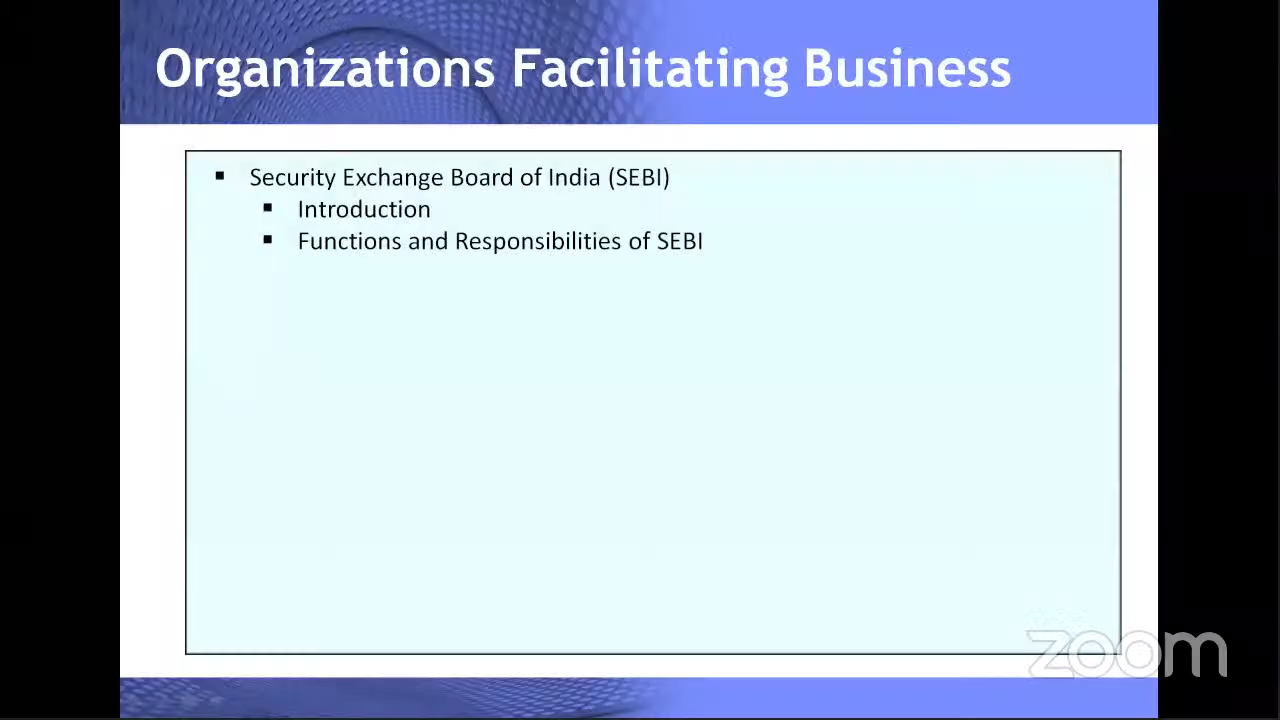 Organizations Facilitating Business
▪ Security Exchange Board of India (SEBI)
▪ Introduction
▪ Functions and Responsibilities of SEBI
zoom